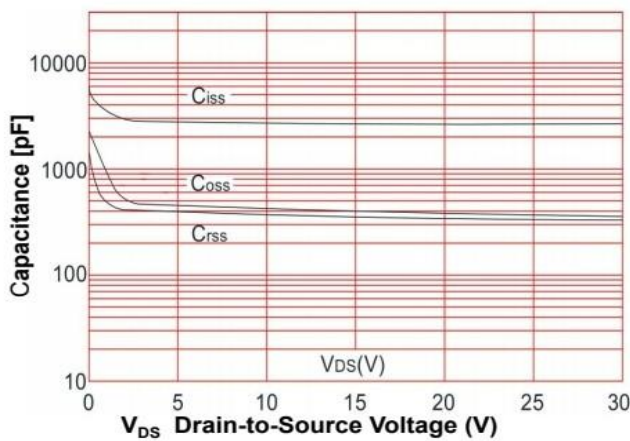 Capacitance [pF]
10000
1000
100
10
Ciss
Coss
Crss
VDS(V)
0 5 10 15 20 25 30
VDS Drain-to-Source Voltage (V)